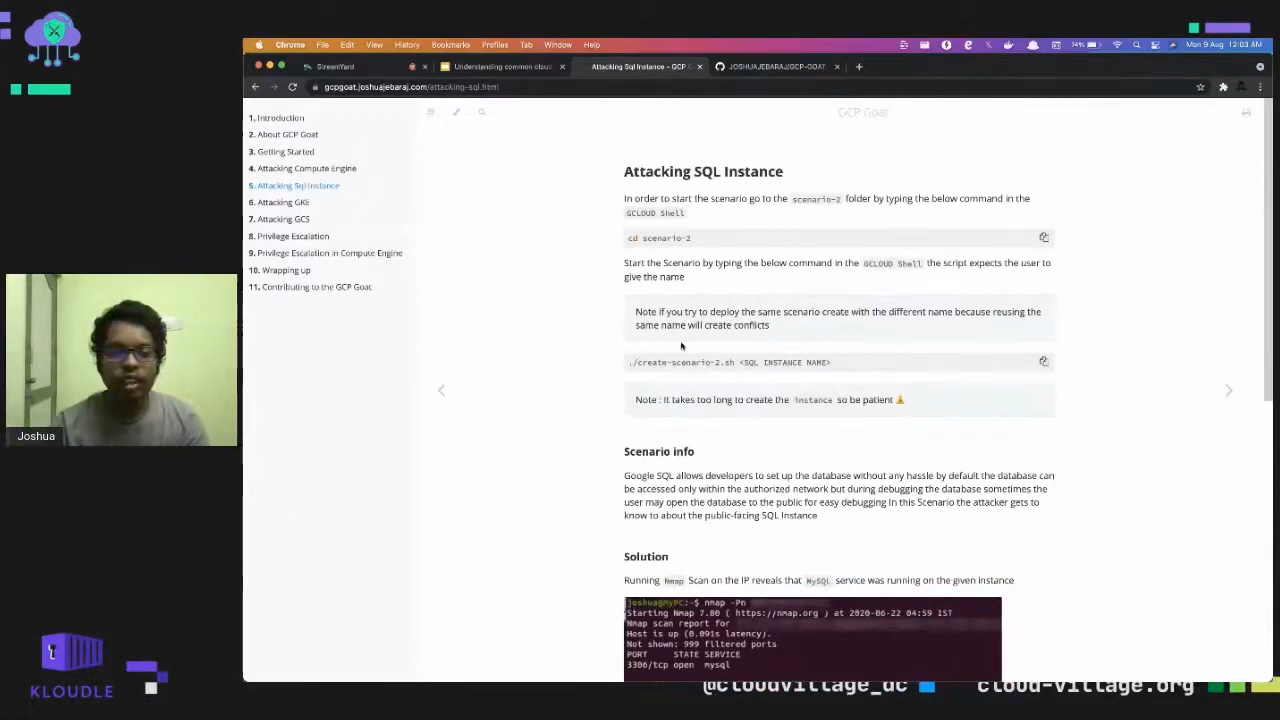 Chrome File Edit View History Bookmarks Profiles Tab Window Help
74%
Mon 9 Aug 12:03 AM
StreamYard
Understanding common cloud
Attacking Sql Instance - GCP G
JOSHUAJEBARAJ/GCP-GOAT
gcpgoat.joshuajebaraj.com/attacking-sql.html
1. Introduction
2. About GCP Goat
3. Getting Started
4. Attacking Compute Engine
5. Attacking Sql Instance
6. Attacking GKE
7. Attacking GCS
8. Privilege Escalation
9. Privilege Escalation in Compute Engine
10. Wrapping up
11. Contributing to the GCP Goat
GCP Goat
Attacking SQL Instance
In order to start the scenario go to the scenario-2 folder by typing the below command in the
GCLOUD Shell
cd scenario-2
Start the Scenario by typing the below command in the GCLOUD Shell the script expects the user to
give the name
Note if you try to deploy the same scenario create with the different name because reusing the
same name will create conflicts
./create-scenario-2.sh <SQL INSTANCE NAME>
Note : It takes too long to create the instance so be patient
Scenario info
Google SQL allows developers to set up the database without any hassle by default the database can
be accessed only within the authorized network but during debugging the database sometimes the
user may open the database to the public for easy debugging In this Scenario the attacker gets to
know to about the public-facing SQL Instance
Solution
Running Nmap Scan on the IP reveals that MySQL service was running on the given instance
joshua@MyPC:~$ nmap -Pn
Starting Nmap 7.80 ( https://nmap.org ) at 2020-06-22 04:59 IST
Nmap scan report for
Host is up (0.091s latency).
Not shown: 999 filtered ports
PORT STATE SERVICE
3306/tcp open mysql
Joshua
KLOUDLE
@cloudvillage_dc
cloud-village.org